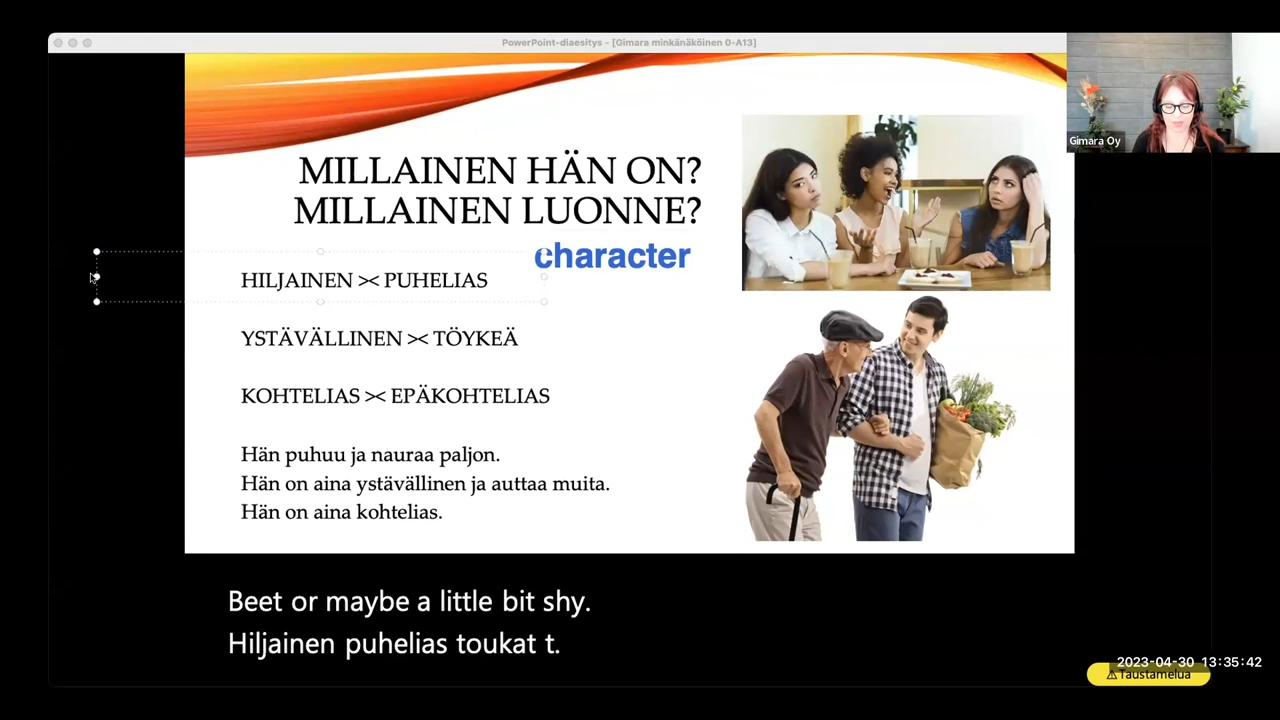 PowerPoint-diaesitys - [Gimara minkänäköinen 0-A13]
Gimara Oy
MILLAINEN HÄN ON?
MILLAINEN LUONNE?
character
HILJAINEN >< PUHELIAS
YSTÄVÄLLINEN >< TÖYKEÄ
KOHTELIAS >< EPÄKOHTELIAS
Hän puhuu ja nauraa paljon.
Hän on aina ystävällinen ja auttaa muita.
Hän on aina kohtelias.
Beet or maybe a little bit shy.
Hiljainen puhelias toukat t.
2023-04-30 13:35:42
⚠Taustamelua